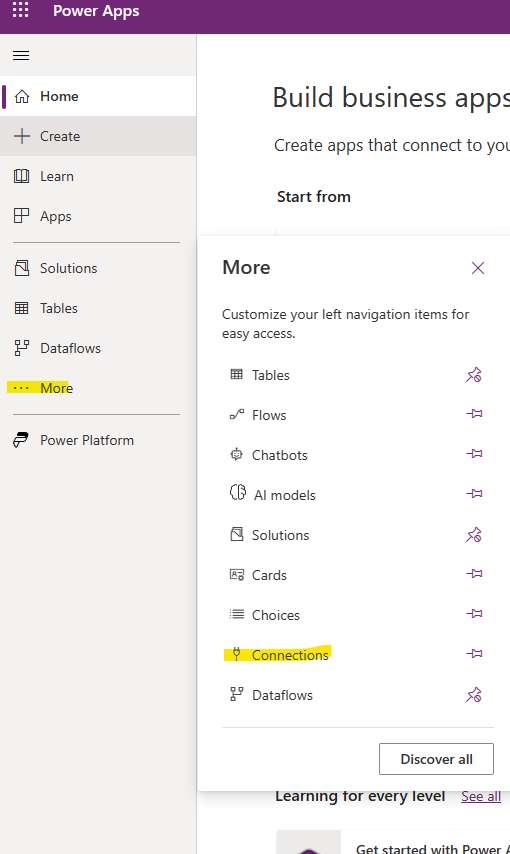 Power Apps
Home
Create
Learn
Apps
Solutions
Tables
Dataflows
More
Power Platform
Build business apps
Create apps that connect to you
Start from
More
Customize your left navigation items for
easy access.
Tables
Flows
Chatbots
AI models
Solutions
Cards
Choices
Connections
Dataflows
Discover all
Learning for every level See all
Get started with Power A